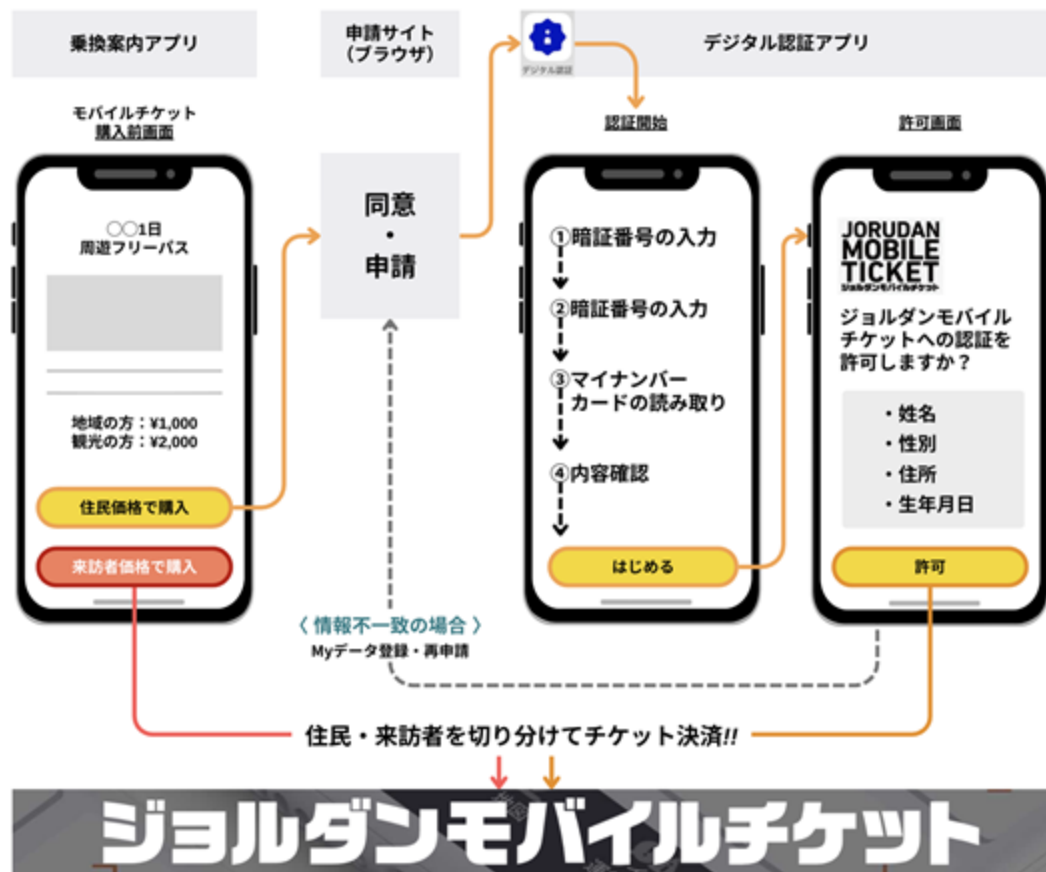 乗換案内アプリ
申請サイト
（ブラウザ）
デジタル認証
デジタル認証アプリ
モバイルチケット
購入前画面
〇〇1日
周遊フリーパス
地域の方：¥1,000
観光の方：¥2,000
住民価格で購入
来訪者価格で購入
同意
・
申請
認証開始
①暗証番号の入力
②暗証番号の入力
③マイナンバー
カードの読み取り
④内容確認
はじめる
許可画面
JORUDAN
MOBILE
TICKET
ジョルダンモバイルチケット
ジョルダンモバイル
チケットへの認証を
許可しますか？
・姓名
・性別
・住所
・生年月日
許可
〈 情報不一致の場合 〉
Myデータ登録・再申請
住民・来訪者を切り分けてチケット決済!!
ジョルダンモバイルチケット